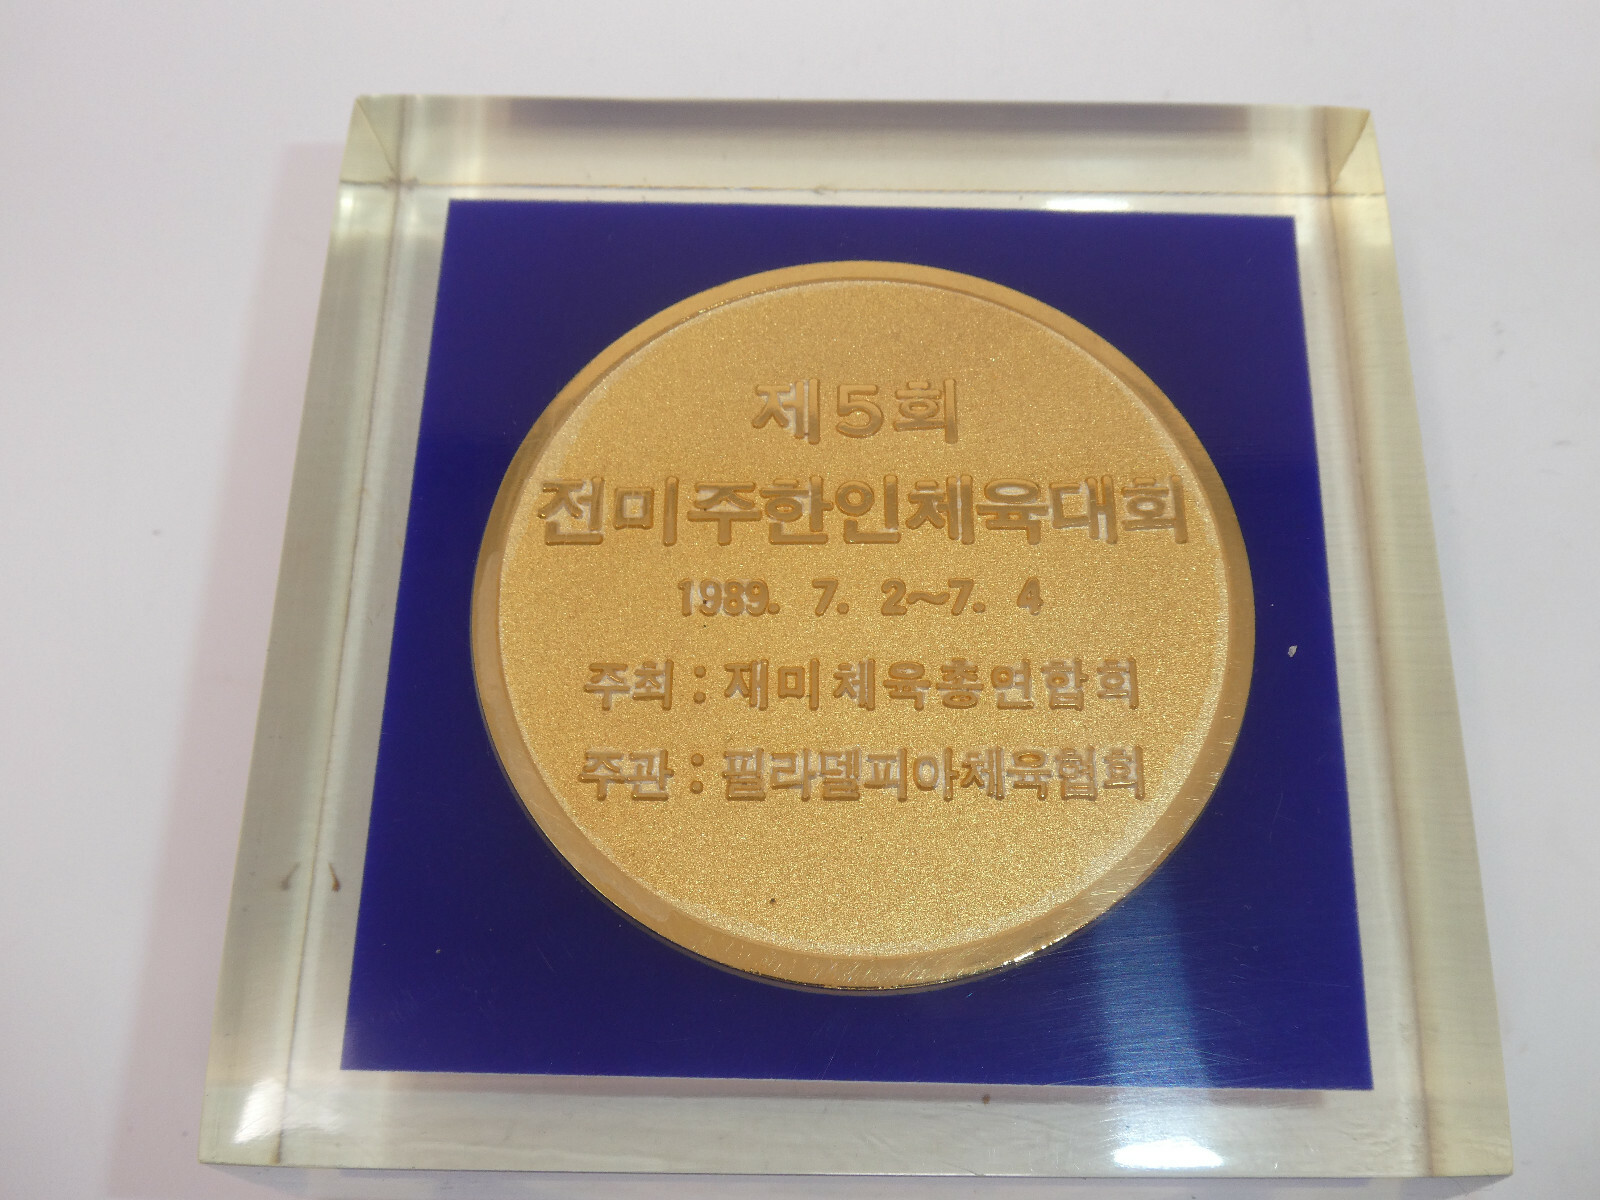 제5회
전미주한인체육대회
1989. 7. 2~7. 4
주최 : 재미체육총연합회
주관 : 필라델피아체육협회